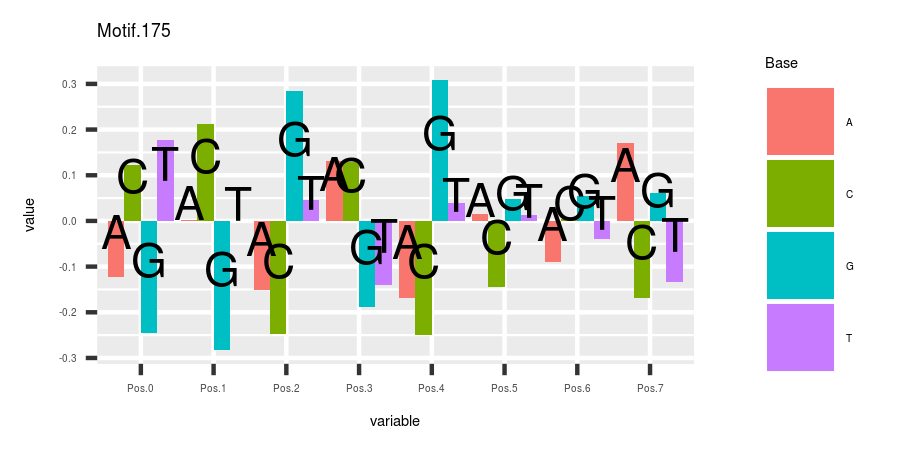 Motif.175
value
0.3
0.2
0.1
0.0
-0.1
-0.2
-0.3
A C G T
A C G T
A C G T
A C G T
A C G T
A C G T
A C G T
A C G T
Pos.0 Pos.1 Pos.2 Pos.3 Pos.4 Pos.5 Pos.6 Pos.7
variable
Base
A
C
G
T